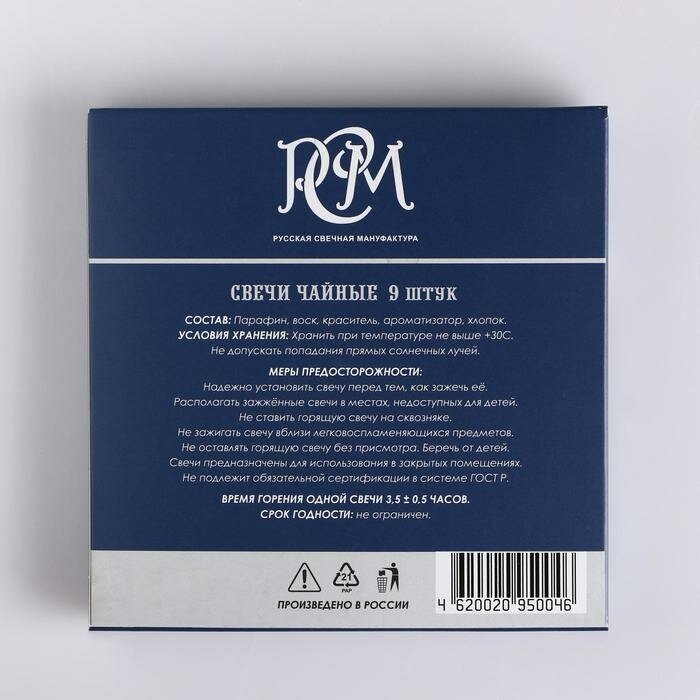 РСМ
РУССКАЯ СВЕЧНАЯ МАНУФАКТУРА
СВЕЧИ ЧАЙНЫЕ 9 ШТУК
СОСТАВ: Парафин, воск, краситель, ароматизатор, хлопок.
УСЛОВИЯ ХРАНЕНИЯ: Хранить при температуре не выше +30С.
Не допускать попадания прямых солнечных лучей.
МЕРЫ ПРЕДОСТОРОЖНОСТИ:
Надежно установить свечу перед тем, как зажечь её.
Располагать зажжённые свечи в местах, недоступных для детей.
Не ставить горящую свечу на сквозняке.
Не зажигать свечу вблизи легковоспламеняющихся предметов.
Не оставлять горящую свечу без присмотра. Беречь от детей.
Свечи предназначены для использования в закрытых помещениях.
Не подлежит обязательной сертификации в системе ГОСТ Р.
ВРЕМЯ ГОРЕНИЯ ОДНОЙ СВЕЧИ 3,5 ± 0,5 ЧАСОВ.
СРОК ГОДНОСТИ: не ограничен.
21
PAP
ПРОИЗВЕДЕНО В РОССИИ
4 620020 950046